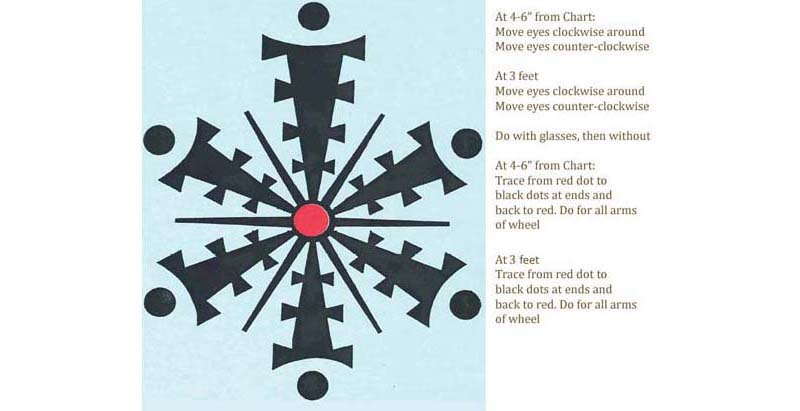 At 4-6” from Chart:
Move eyes clockwise around
Move eyes counter-clockwise
At 3 feet
Move eyes clockwise around
Move eyes counter-clockwise
Do with glasses, then without
At 4-6” from Chart:
Trace from red dot to
black dots at ends and
back to red. Do for all arms
of wheel
At 3 feet
Trace from red dot to
black dots at ends and
back to red. Do for all arms
of wheel